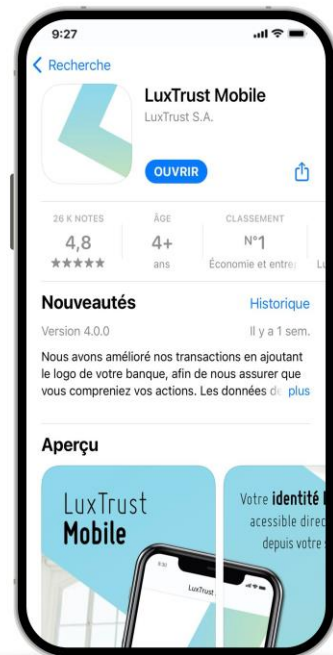 9:27
Recherche
LuxTrust Mobile
LuxTrust S.A.
OUVRIR
26 K NOTES
ÂGE
CLASSEMENT
4,8
4+
N°1
★★★★★
ans
Économie et entre
Nouveautés
Historique
Version 4.0.0
Il y a 1 sem.
Nous avons amélioré nos transactions en ajoutant
le logo de votre banque, afin de nous assurer que
vous compreniez vos actions. Les données plus
Aperçu
LuxTrust
Mobile
Votre identité
acessible direc
depuis votre
LuxTrust